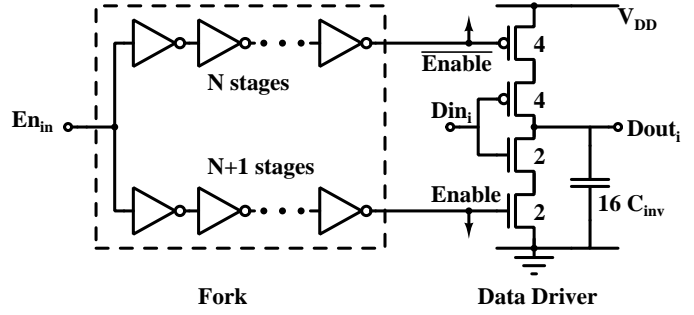 V_DD
4
Enable
N stages
4
Din_i
En_in
Dout_i
N+1 stages
2
Enable
16 C_inv
2
Fork
Data Driver